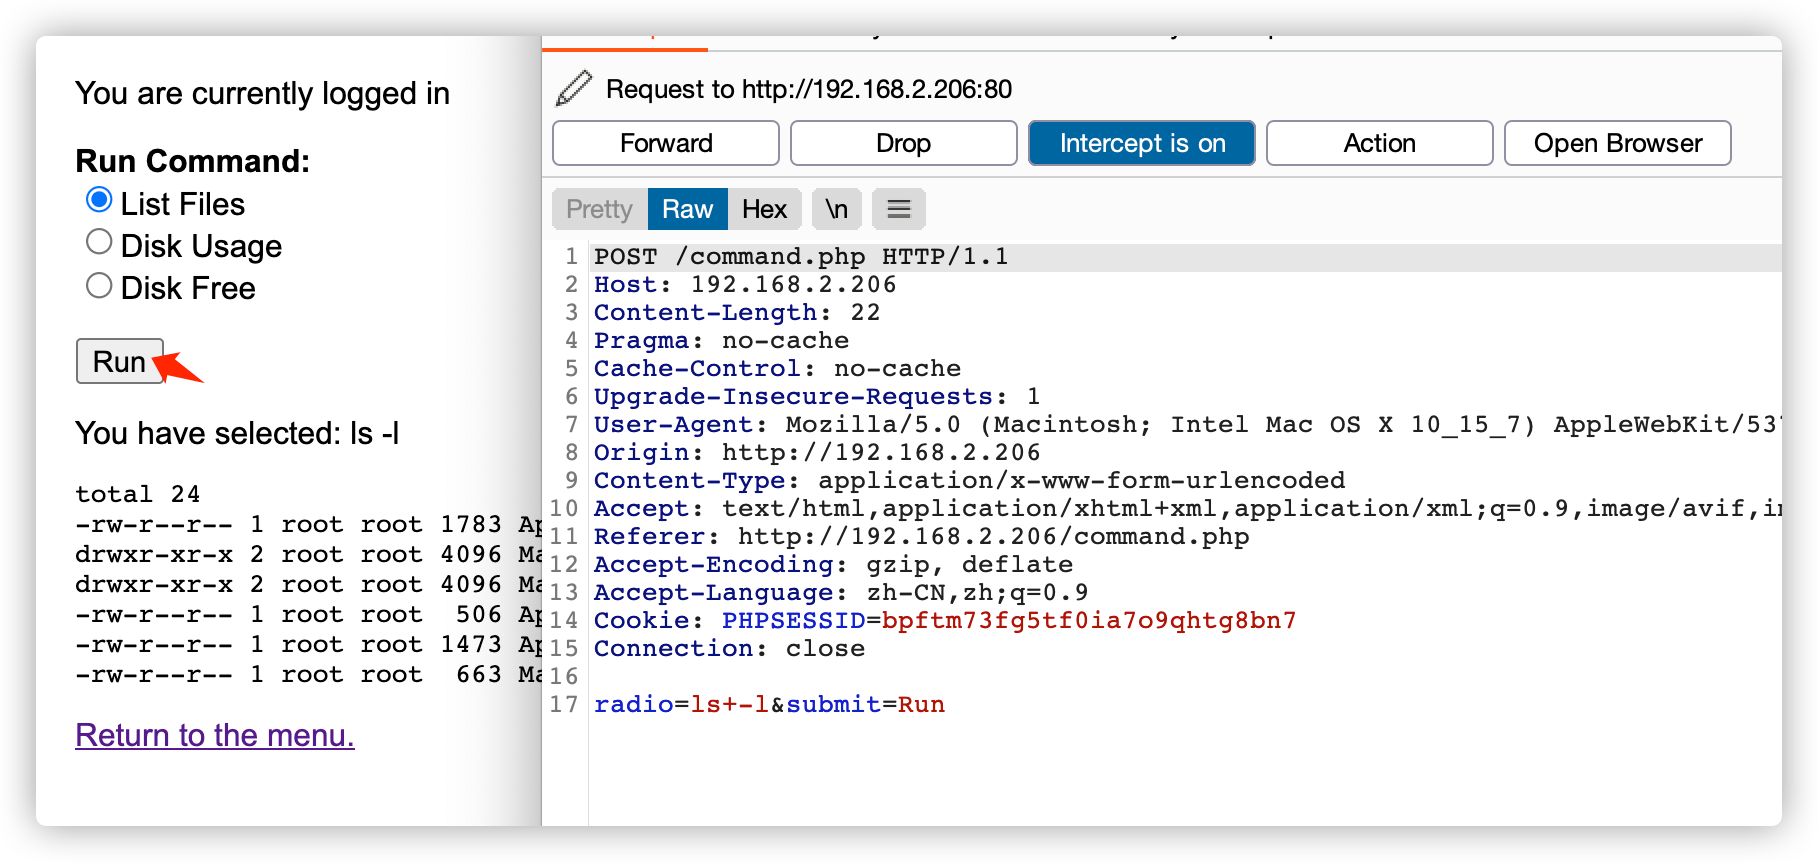 You are currently logged in
Run Command:
List Files
Disk Usage
Disk Free
Run
You have selected: ls -l
total 24
-rw-r--r-- 1 root root 1783
drwxr-xr-x 2 root root 4096
drwxr-xr-x 2 root root 4096
-rw-r--r-- 1 root root 506
-rw-r--r-- 1 root root 1473
-rw-r--r-- 1 root root 663
Return to the menu.
Request to http://192.168.2.206:80
Forward Drop Intercept is on Action Open Browser
Pretty Raw Hex \n
1 POST /command.php HTTP/1.1
2 Host: 192.168.2.206
3 Content-Length: 22
4 Pragma: no-cache
5 Cache-Control: no-cache
6 Upgrade-Insecure-Requests: 1
7 User-Agent: Mozilla/5.0 (Macintosh; Intel Mac OS X 10_15_7) AppleWebKit/53
8 Origin: http://192.168.2.206
9 Content-Type: application/x-www-form-urlencoded
10 Accept: text/html,application/xhtml+xml,application/xml;q=0.9,image/avif,
11 Referer: http://192.168.2.206/command.php
12 Accept-Encoding: gzip, deflate
13 Accept-Language: zh-CN,zh;q=0.9
14 Cookie: PHPSESSID=bpftm73fg5tf0ia7o9qhtg8bn7
15 Connection: close
16
17 radio=ls+-l&submit=Run